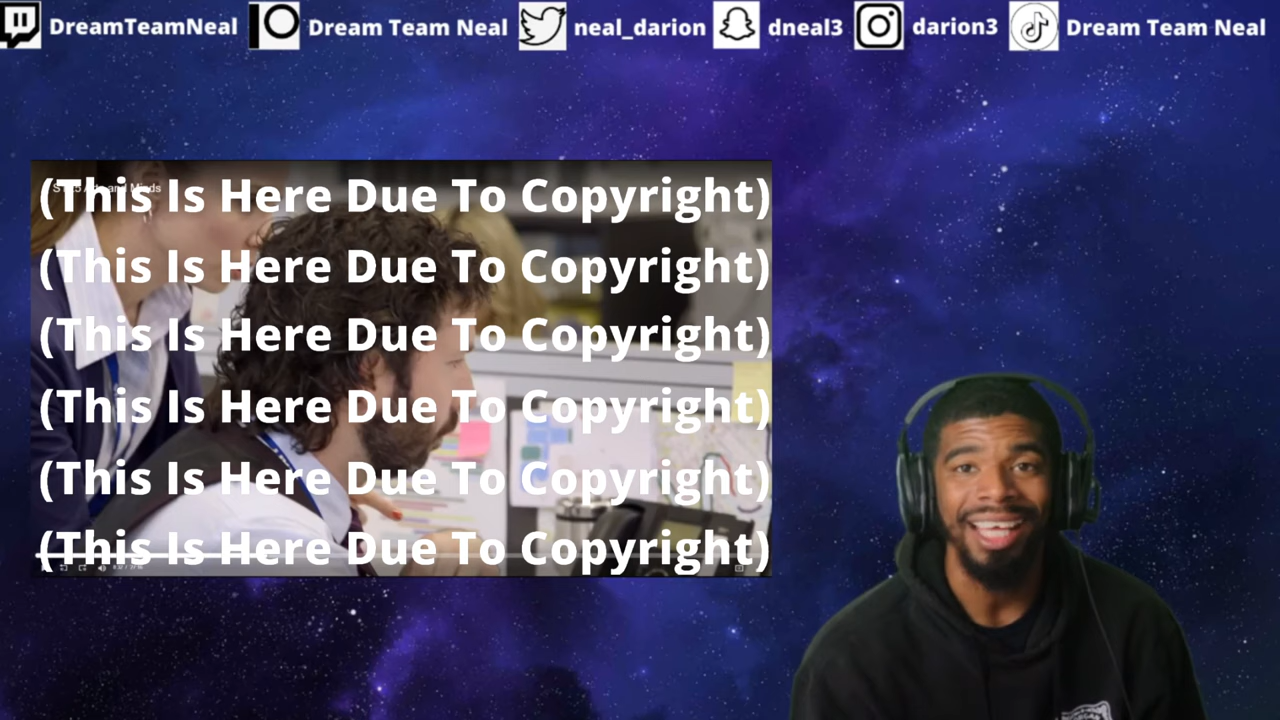 DreamTeamNeal Dream Team Neal neal_darion dneal3 darion3 Dream Team Neal
(This Is Here Due To Copyright)
(This Is Here Due To Copyright)
(This Is Here Due To Copyright)
(This Is Here Due To Copyright)
(This Is Here Due To Copyright)
(This Is Here Due To Copyright)